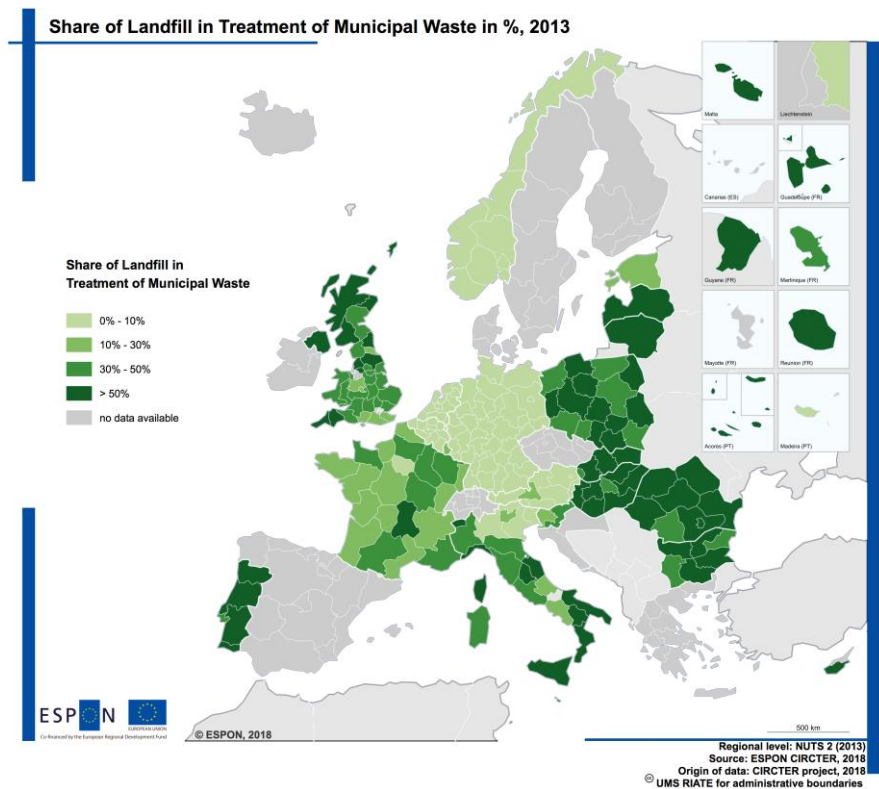 Share of Landfill in Treatment of Municipal Waste in %, 2013
Malta
Liechtenstein
Canarias (ES)
Guadeloupe (FR)
Guyane (FR)
Martinique (FR)
Mayotte (FR)
Reunion (FR)
Acores (PT)
Madeira (PT)
Share of Landfill in
Treatment of Municipal Waste
0% - 10%
10% - 30%
30% - 50%
> 50%
no data available
ESPON
EUROPEAN UNION
Co-financed by the European Regional Development Fund
© ESPON, 2018
500 km
Regional level: NUTS 2 (2013)
Source: ESPON CIRCTER, 2018
Origin of data: CIRCTER project, 2018
UMS RIATE for administrative boundaries